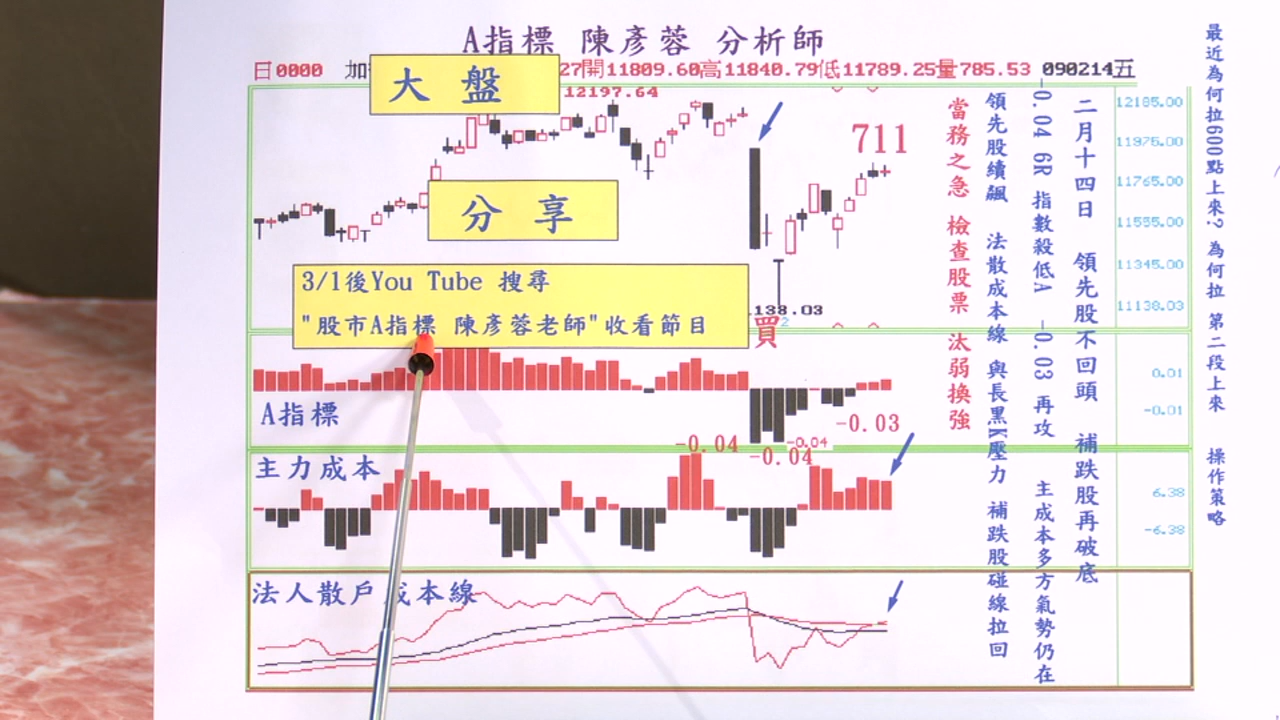 A指標 陳彥蓉 分析師
日0000 加
27開11809.60高11840.79低11789.25量785.53 090214五
大 盤
12197.64
711
分 享
3/1後You Tube 搜尋
"股市A指標 陳彥蓉老師"收看節目
138.03
買
A指標
-0.04
-0.04
-0.04
-0.03
主力成本
法人散戶成本線
當務之急 檢查股票 汰弱換強
領先股續飆 法散成本線 與長黑K壓力 補跌股碰線拉回
-0.04 6R 指數殺低A -0.03 再攻 主成本多方氣勢仍在
二月十四日 領先股不回頭 補跌股再破底
12185.00
11975.00
11765.00
11555.00
11345.00
11138.03
0.01
-0.01
6.38
-6.38
最近為何拉600點上來? 為何拉 第二段上來 操作策略